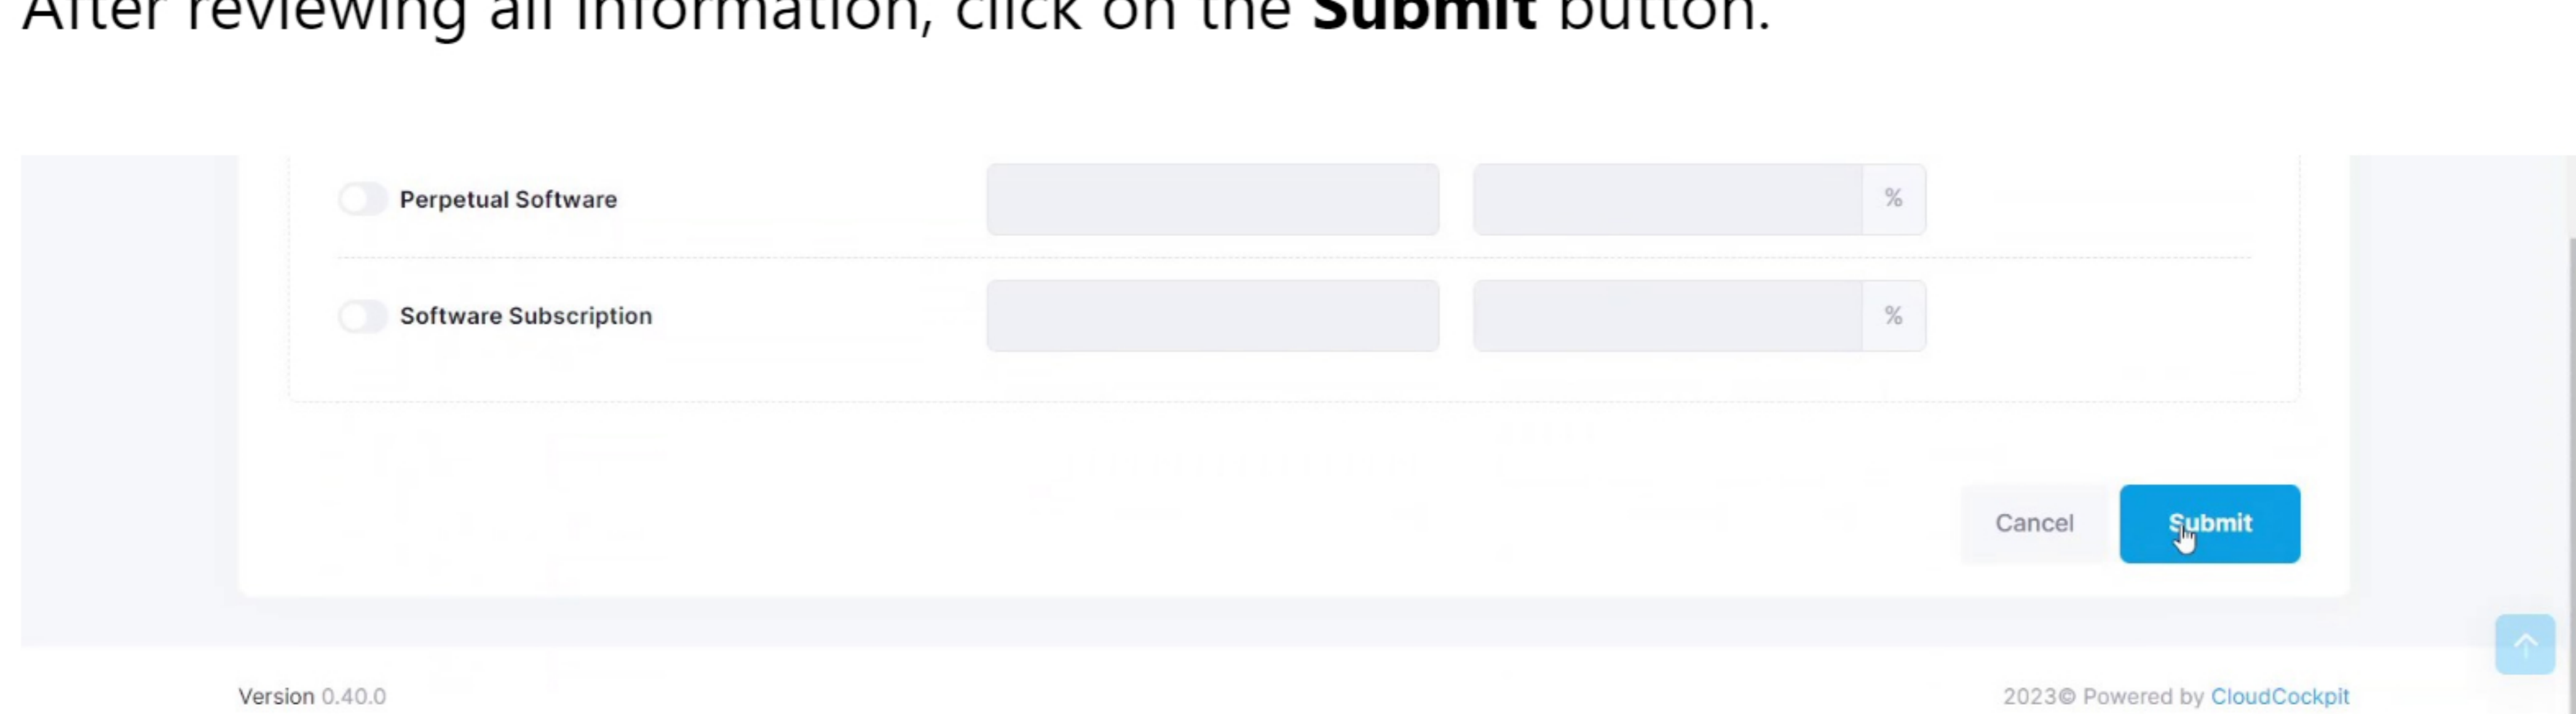 After reviewing all information, click on the Submit button.
Perpetual Software %
Software Subscription %
Cancel Submit
Version 0.40.0 2023© Powered by CloudCockpit